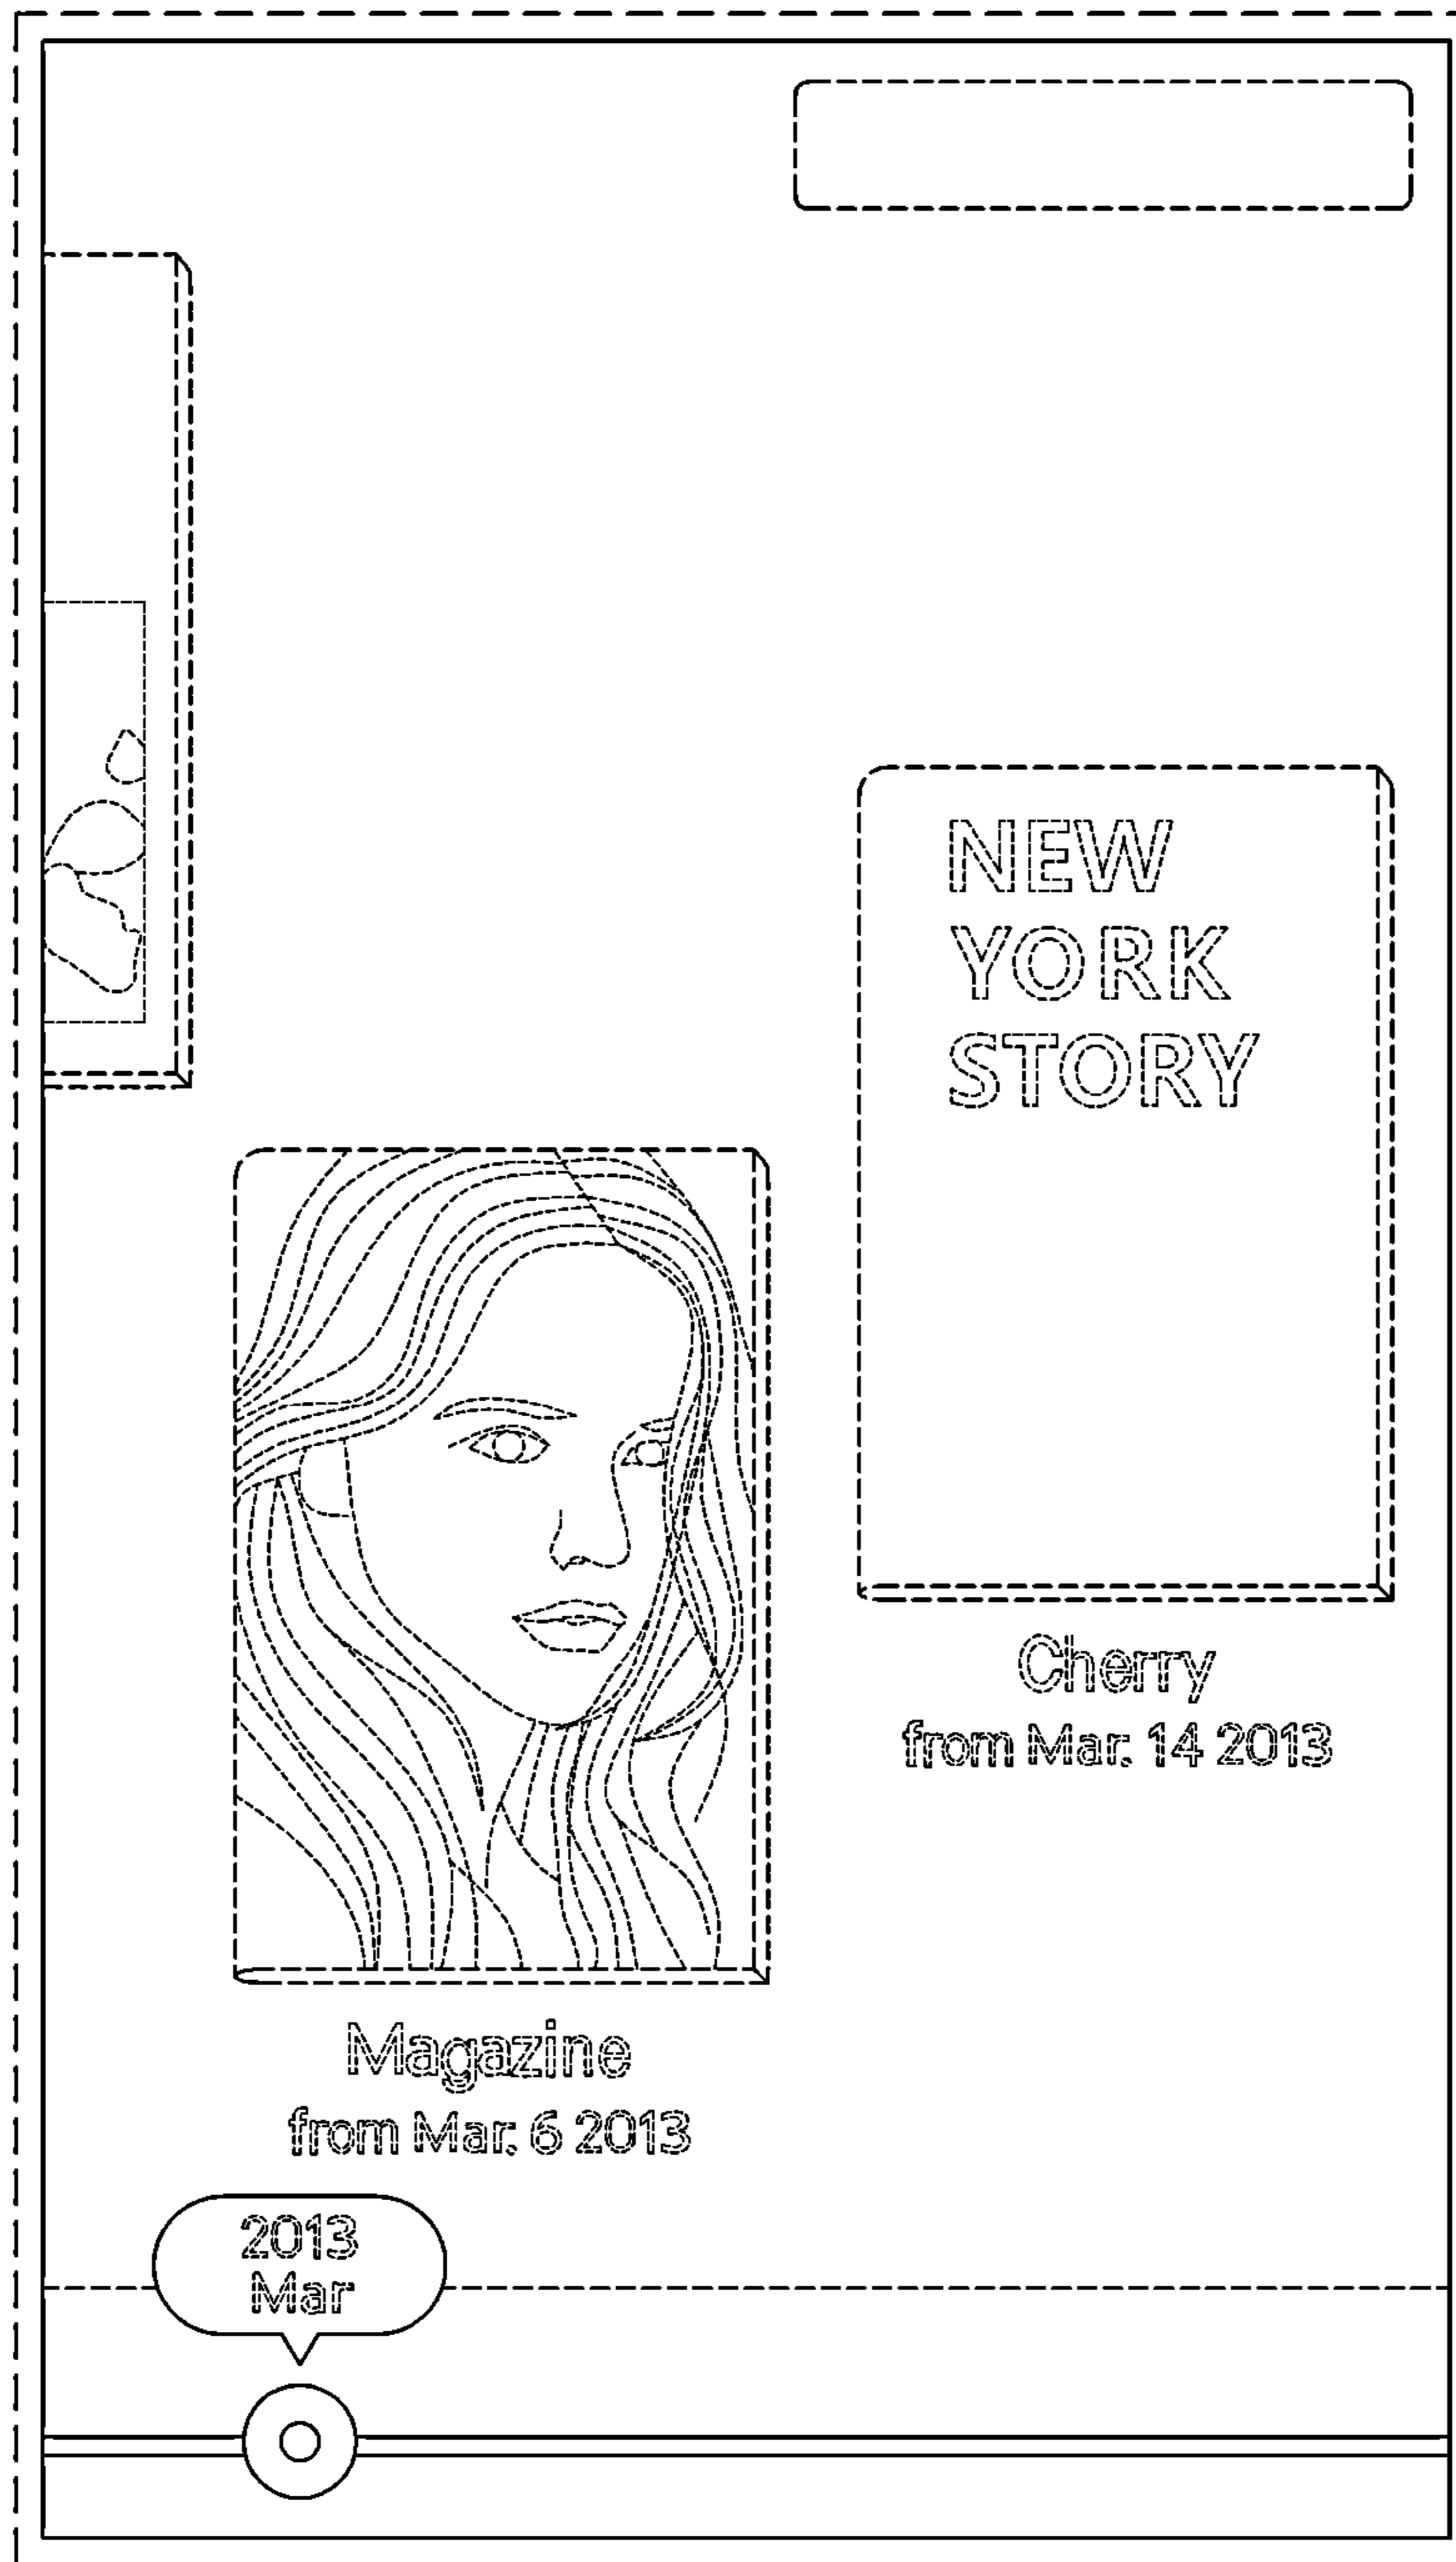 NEW
YORK
STORY
Cherry
from Mar. 14 2013
Magazine
from Mar. 6 2013
2013
Mar